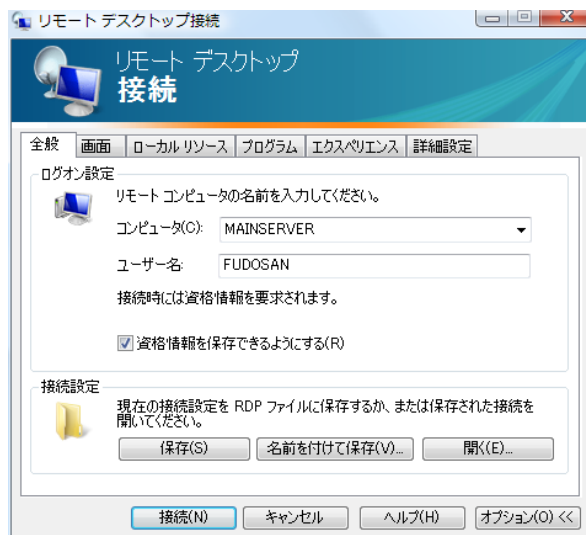 リモート デスクトップ接続
リモート デスクトップ
接続
全般 画面 ローカル リソース プログラム エクスペリエンス 詳細設定
ログオン設定
リモート コンピュータの名前を入力してください。
コンピュータ(C): MAINSERVER
ユーザー名: FUDOSAN
接続時には資格情報を要求されます。
資格情報を保存できるようにする(R)
接続設定
現在の接続設定を RDP ファイルに保存するか、または保存された接続を
開いてください。
保存(S) 名前を付けて保存(V)... 開く(E)...
接続(N) キャンセル ヘルプ(H) オプション(O) <<